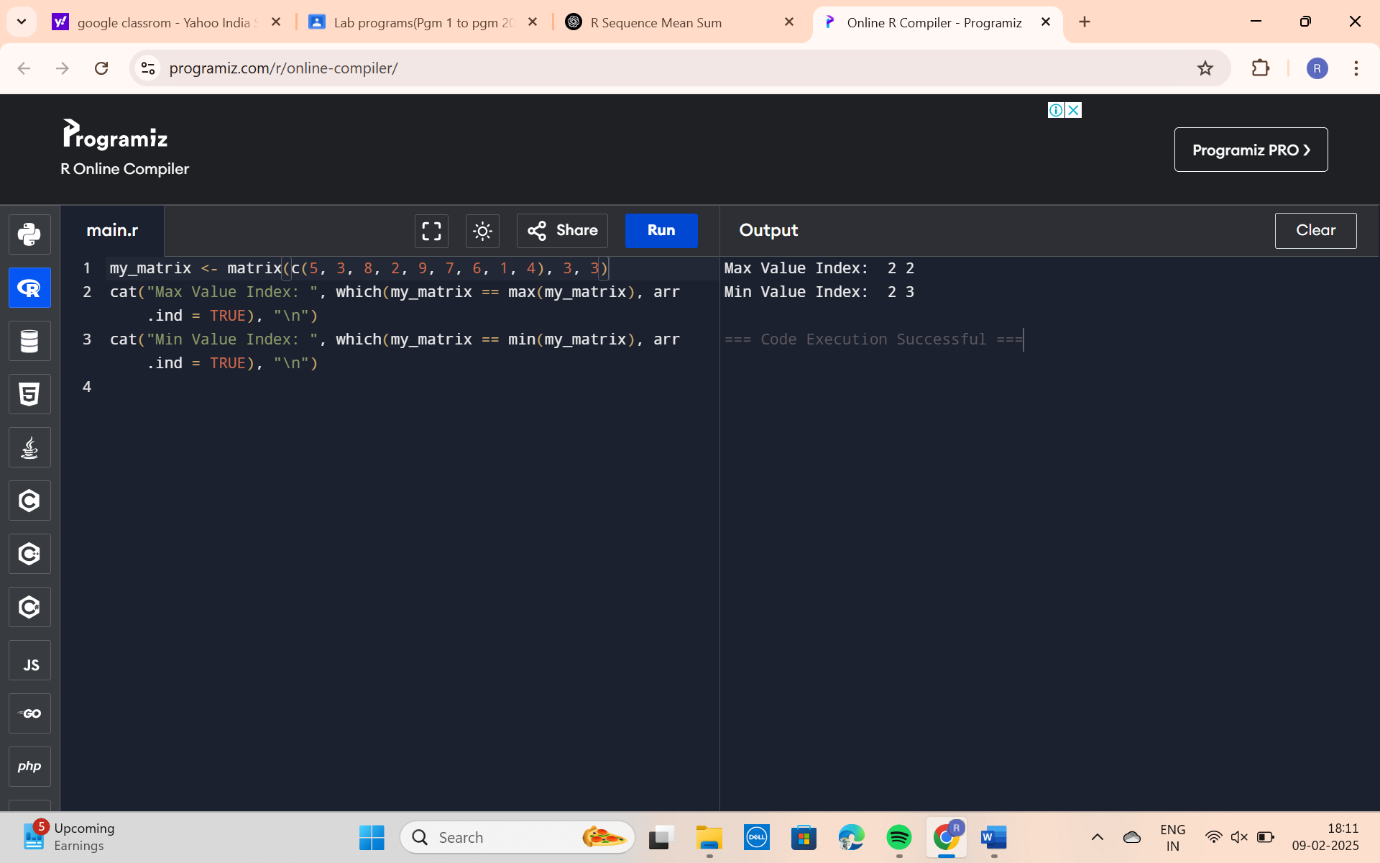 google classrom - Yahoo India S
Lab programs(Pgm 1 to pgm 20
R Sequence Mean Sum
Online R Compiler - Programiz
programiz.com/r/online-compiler/
R
Programiz
R Online Compiler
Programiz PRO ❯
main.r
Share
Run
Output
Clear
1 my_matrix <- matrix(c(5, 3, 8, 2, 9, 7, 6, 1, 4), 3, 3)
2 cat("Max Value Index: ", which(my_matrix == max(my_matrix), arr
.ind = TRUE), "\n")
3 cat("Min Value Index: ", which(my_matrix == min(my_matrix), arr
.ind = TRUE), "\n")
4
Max Value Index:  2 2
Min Value Index:  2 3
=== Code Execution Successful ===
JS
GO
php
5
Upcoming
Earnings
Search
DELL
R
W
ENG
IN
18:11
09-02-2025